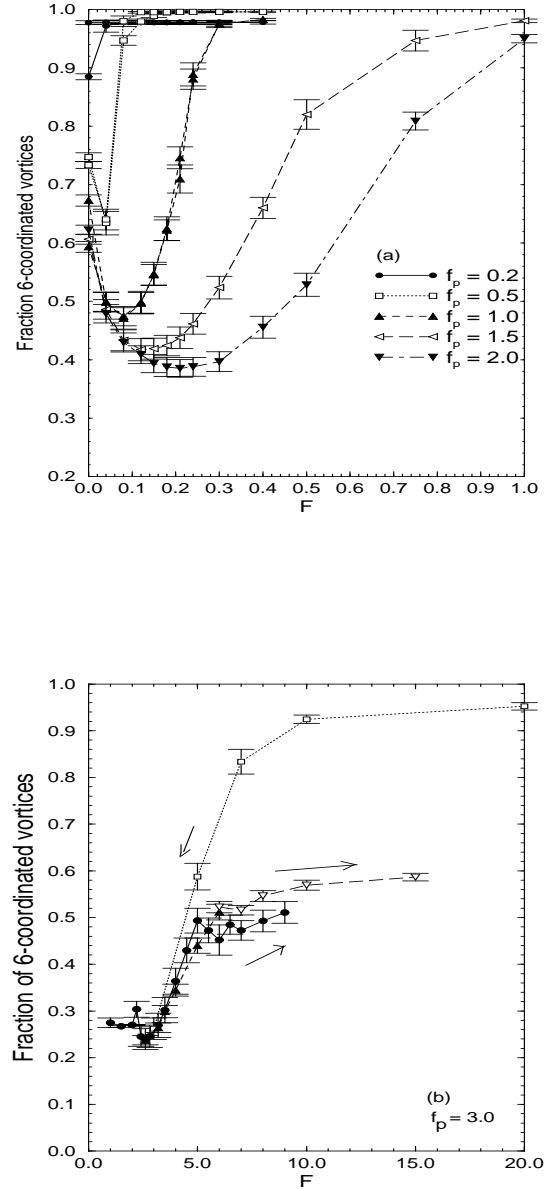 1.0
0.9
0.8
0.7
0.6
0.5
0.4
0.3
0.2
Fraction 6-coordinated vortices
(a)
f_p = 0.2
f_p = 0.5
f_p = 1.0
f_p = 1.5
f_p = 2.0
0.0 0.1 0.2 0.3 0.4 0.5 0.6 0.7 0.8 0.9 1.0
F
1.0
0.9
0.8
0.7
0.6
0.5
0.4
0.3
0.2
0.1
0.0
Fraction of 6-coordinated vortices
(b)
f_p = 3.0
0.0 5.0 10.0 15.0 20.0
F